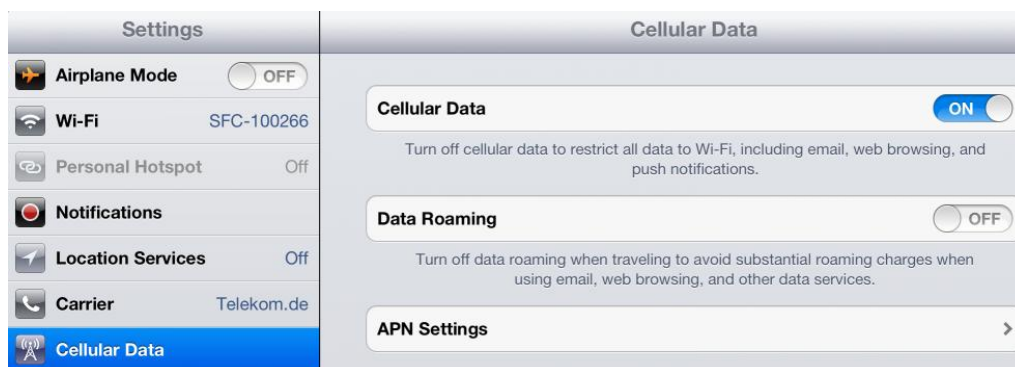 Settings
Airplane Mode OFF
Wi-Fi SFC-100266
Personal Hotspot Off
Notifications
Location Services Off
Carrier Telekom.de
Cellular Data
Cellular Data
Cellular Data ON
Turn off cellular data to restrict all data to Wi-Fi, including email, web browsing, and
push notifications.
Data Roaming OFF
Turn off data roaming when traveling to avoid substantial roaming charges when
using email, web browsing, and other data services.
APN Settings